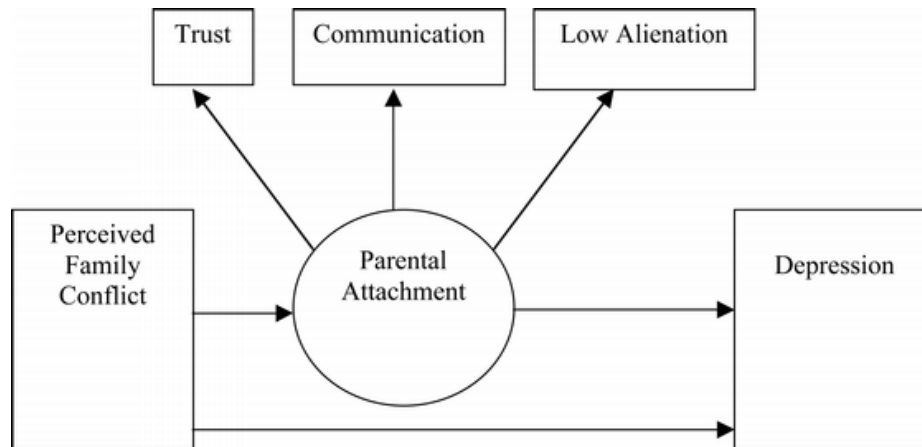 Trust
Communication
Low Alienation
Perceived
Family
Conflict
Parental
Attachment
Depression